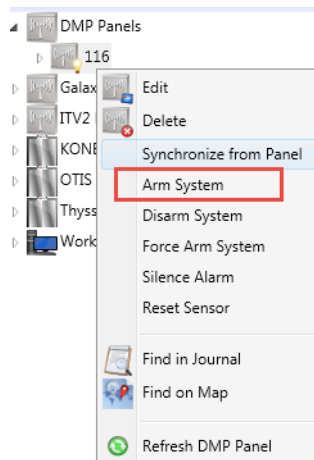 DMP Panels
116
Galax
Edit
ITV2
Delete
KONE
Synchronize from Panel
OTIS
Arm System
Thyss
Disarm System
Work
Force Arm System
Silence Alarm
Reset Sensor
Find in Journal
Find on Map
Refresh DMP Panel